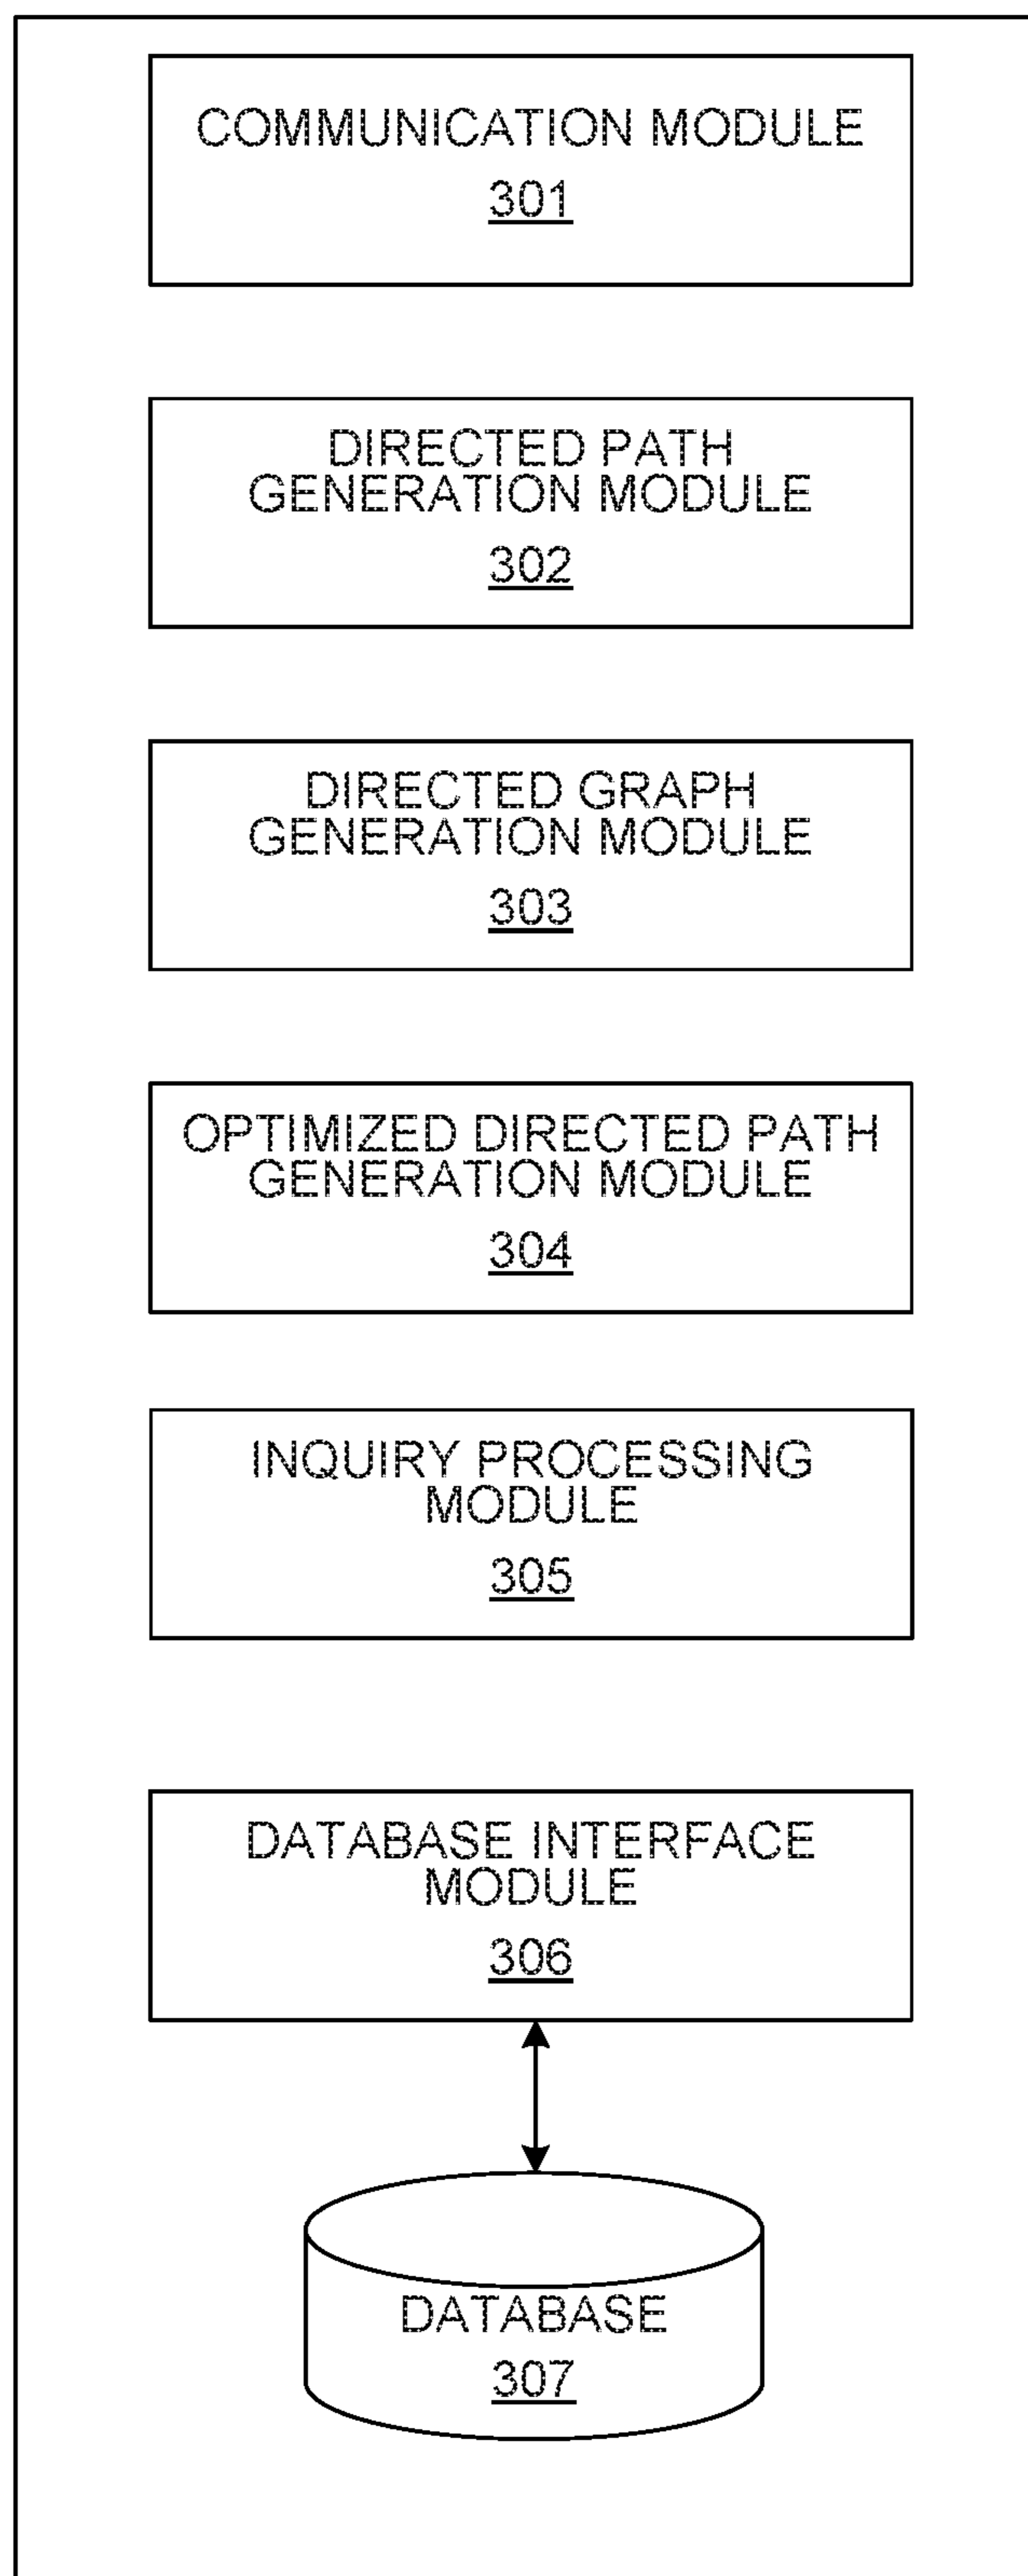 COMMUNICATION MODULE
301
DIRECTED PATH
GENERATION MODULE
302
DIRECTED GRAPH
GENERATION MODULE
303
OPTIMIZED DIRECTED PATH
GENERATION MODULE
304
INQUIRY PROCESSING
MODULE
305
DATABASE INTERFACE
MODULE
306
DATABASE
307